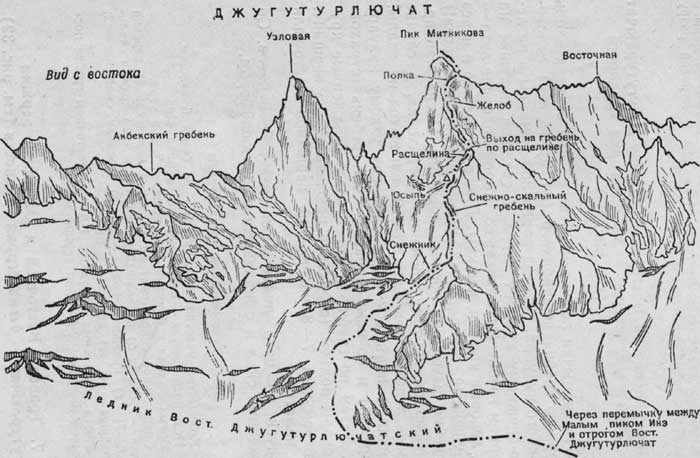 ДЖУГУТУРЛЮЧАТ
Узловая
Пик Митникова
Восточная
Вид с востока
Полка
Желоб
Акбекский гребень
Выход на гребень
по расщелине
Расщелина
Осыпь
Снежно-скальный
гребень
Снежник
Ледник Вост. Джугутурлючатский
Через перемычку между
Малым пиком Инэ
и отрогом Вост.
Джугутурлючат